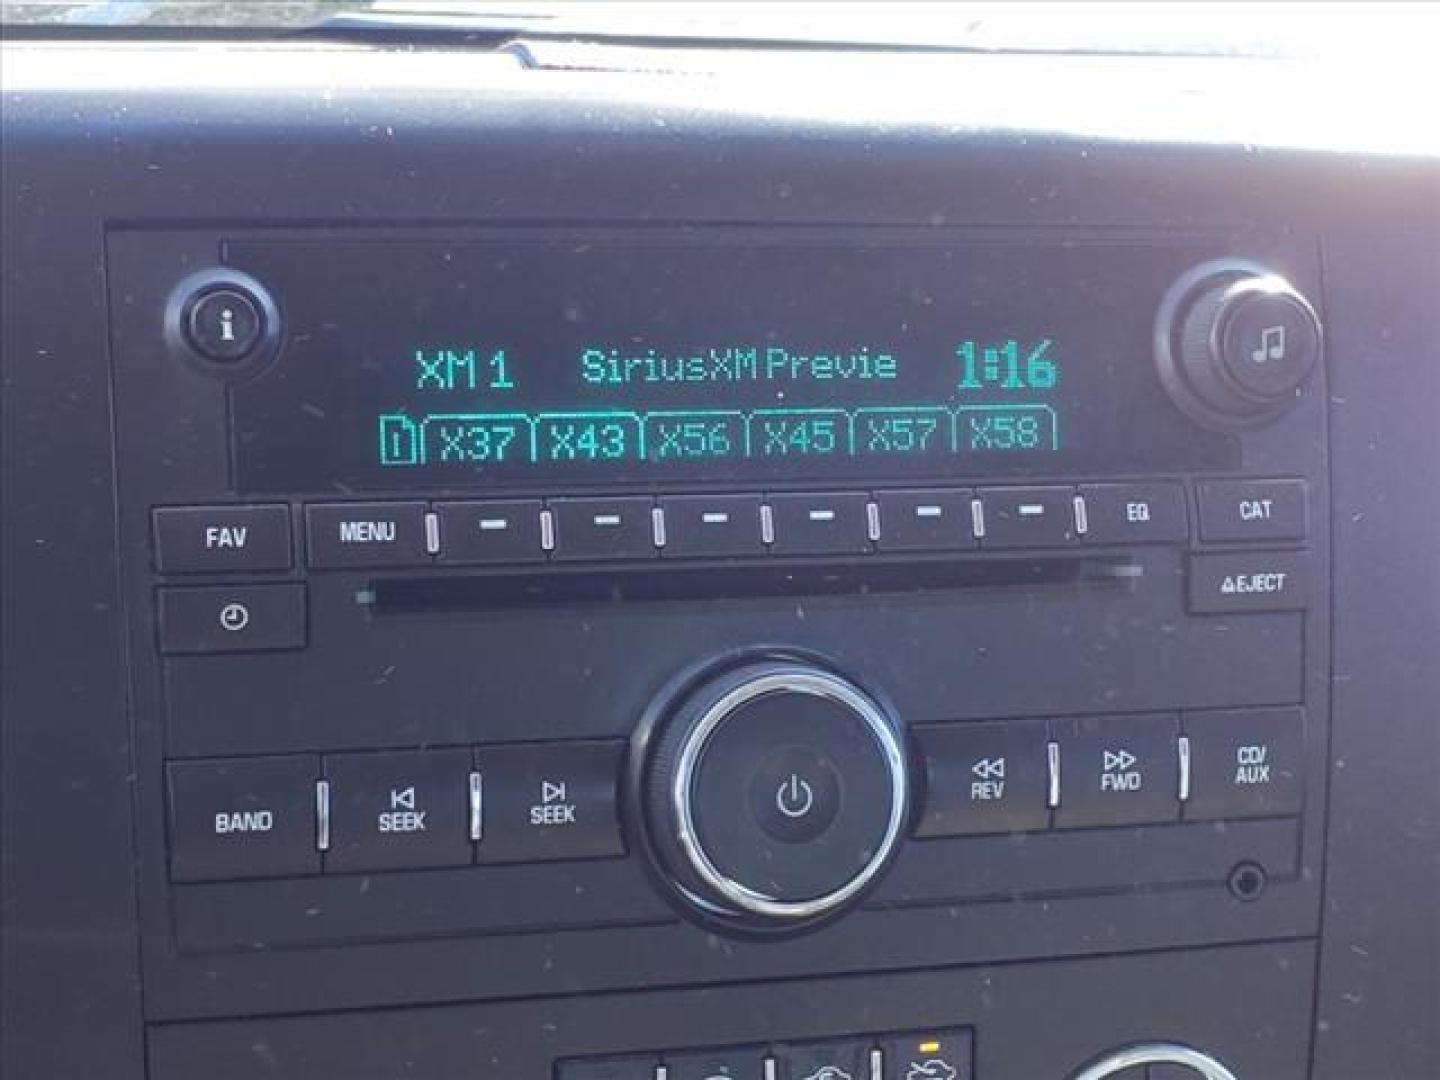 i
XM 1 SiriusXM Previe 1:16
1 X37 X43 X56 X45 X57 X58
FAV MENU EQ CAT
EJECT
BAND SEEK SEEK REV FWD CD/
AUX